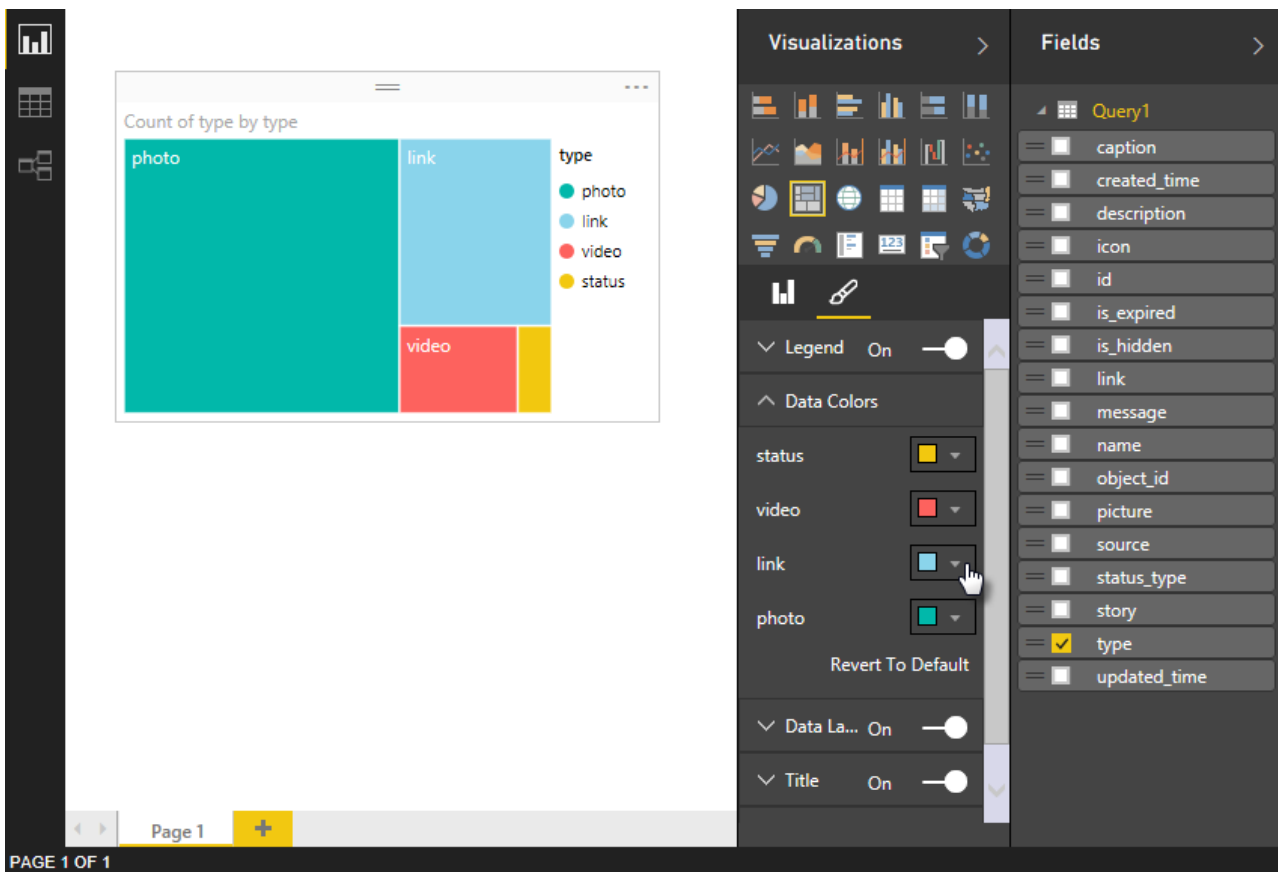 Count of type by type
photo
link
video
type
photo
link
video
status
Page 1
+
PAGE 1 OF 1
Visualizations
123
Legend On
Data Colors
status
video
link
photo
Revert To Default
Data La... On
Title On
Fields
Query1
caption
created_time
description
icon
id
is_expired
is_hidden
link
message
name
object_id
picture
source
status_type
story
type
updated_time